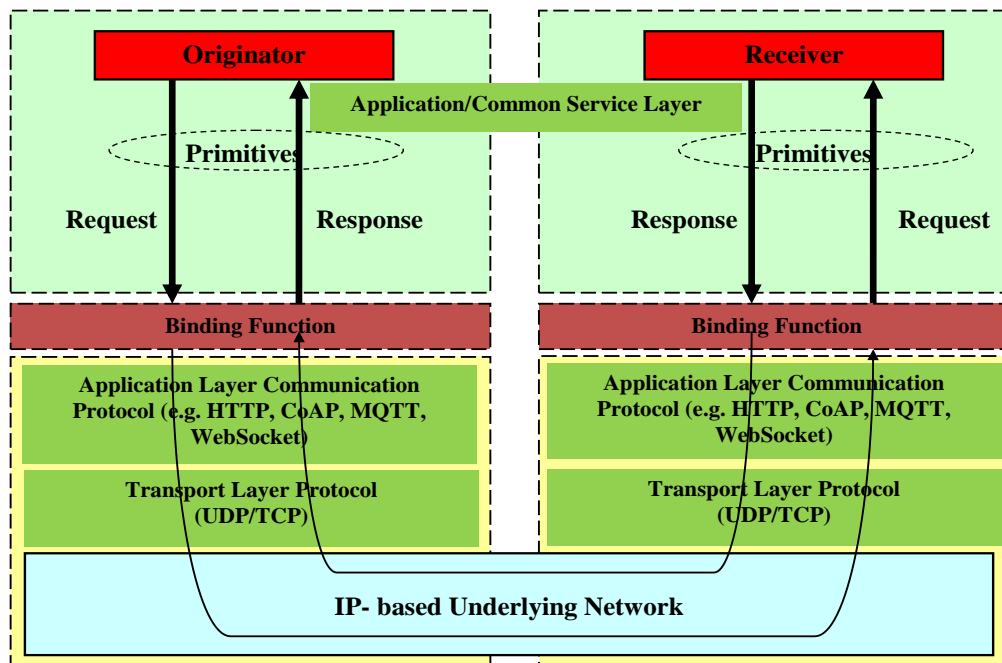 Originator
Receiver
Application/Common Service Layer
Primitives
Primitives
Request
Response
Response
Request
Binding Function
Binding Function
Application Layer Communication
Protocol (e.g. HTTP, CoAP, MQTT,
WebSocket)
Application Layer Communication
Protocol (e.g. HTTP, CoAP, MQTT,
WebSocket)
Transport Layer Protocol
(UDP/TCP)
Transport Layer Protocol
(UDP/TCP)
IP- based Underlying Network